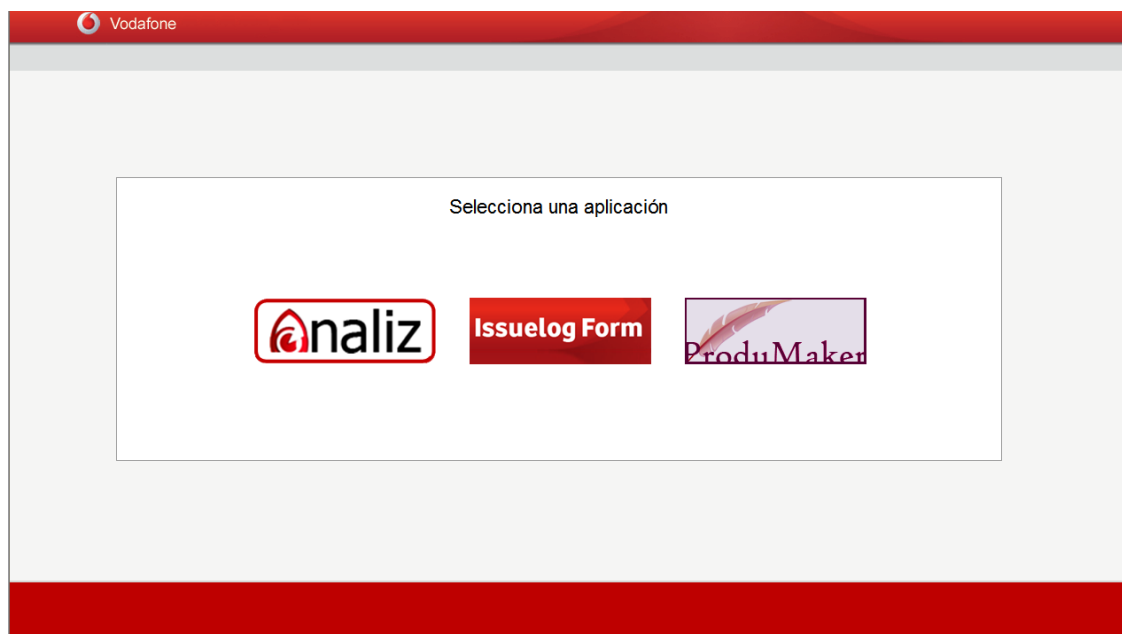 Vodafone
Selecciona una aplicación
analiz
Issuelog Form
ProduMaker